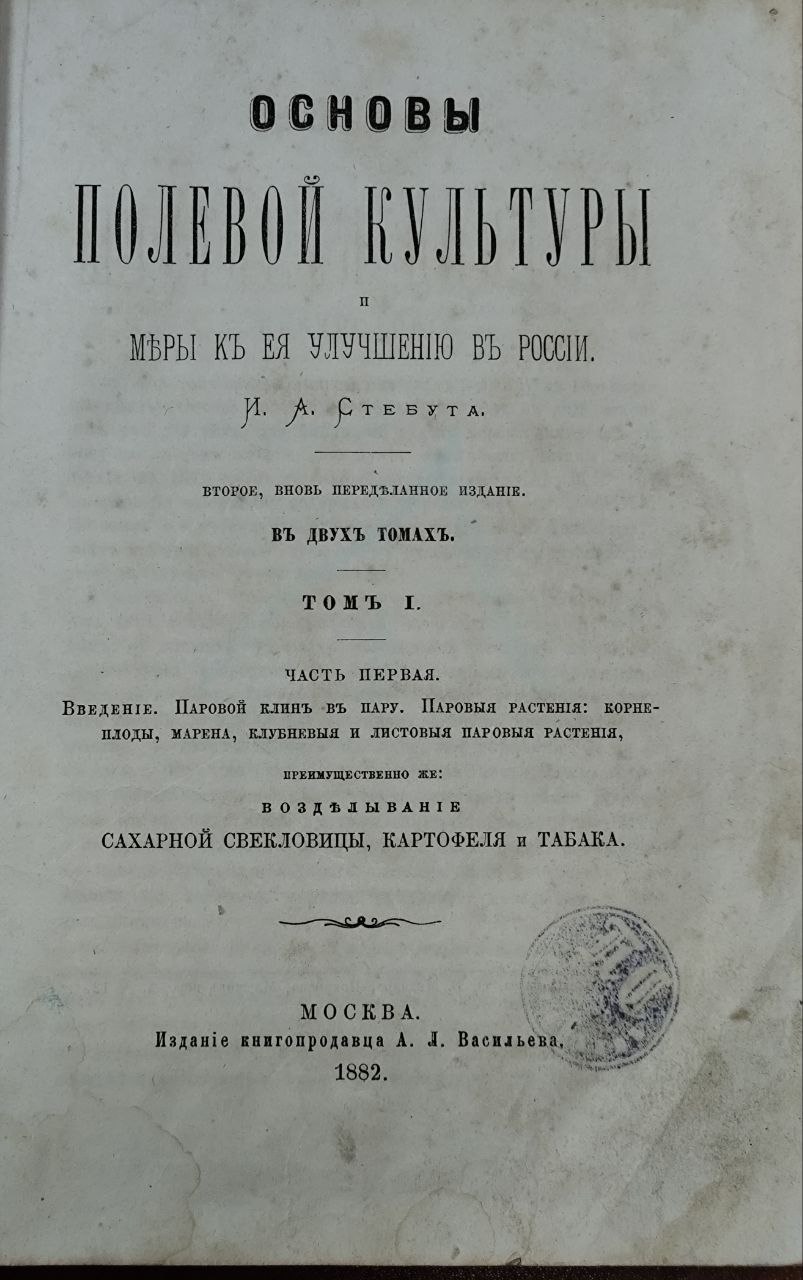 ОСНОВЫ
ПОЛЕВОЙ КУЛЬТУРЫ
И
МѢРЫ КЪ ЕЯ УЛУЧШЕНІЮ ВЪ РОССІИ.
И. А. СТЕБУТА.
ВТОРОЕ, ВНОВЬ ПЕРЕДѢЛАННОЕ ИЗДАНІЕ.
ВЪ ДВУХЪ ТОМАХЪ.
ТОМЪ I.
ЧАСТЬ ПЕРВАЯ.
Введеніе. Паровой клинъ въ пару. Паровыя растенія: корне-
плоды, марена, клубневыя и листовыя паровыя растенія,
ПРЕИМУЩЕСТВЕННО ЖЕ:
ВОЗДѢЛЫВАНІЕ
САХАРНОЙ СВЕКЛОВИЦЫ, КАРТОФЕЛЯ и ТАБАКА.
МОСКВА.
Изданіе книгопродавца А. Л. Васильева,
1882.